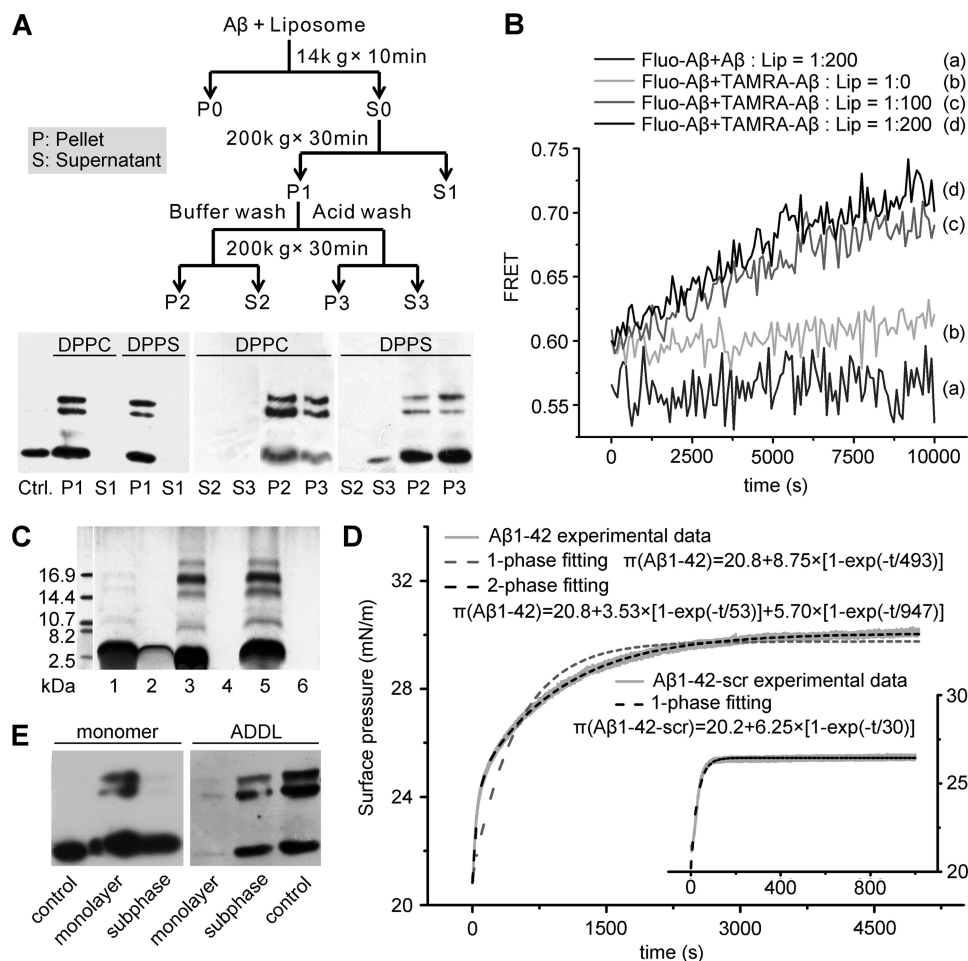 A
Aβ + Liposome
14k g× 10min
P0
S0
P: Pellet
S: Supernatant
200k g× 30min
P1
S1
Buffer wash
Acid wash
200k g× 30min
P2
S2
P3
S3
DPPC
DPPS
DPPC
DPPS
Ctrl. P1 S1 P1 S1 S2 S3 P2 P3 S2 S3 P2 P3
B
Fluo-Aβ+Aβ : Lip = 1:200 (a)
Fluo-Aβ+TAMRA-Aβ : Lip = 1:0 (b)
Fluo-Aβ+TAMRA-Aβ : Lip = 1:100 (c)
Fluo-Aβ+TAMRA-Aβ : Lip = 1:200 (d)
0.75
0.70
0.65
0.60
0.55
FRET
(d)
(c)
(b)
(a)
0 2500 5000 7500 10000
time (s)
C
16.9
14.4
10.7
8.2
2.5
kDa 1 2 3 4 5 6
D
Aβ1-42 experimental data
1-phase fitting π(Aβ1-42)=20.8+8.75×[1-exp(-t/493)]
2-phase fitting
π(Aβ1-42)=20.8+3.53×[1-exp(-t/53)]+5.70×[1-exp(-t/947)]
32
28
24
20
Surface pressure (mN/m)
Aβ1-42-scr experimental data
1-phase fitting
π(Aβ1-42-scr)=20.2+6.25×[1-exp(-t/30)]
30
25
20
0 400 800
0 1500 3000 4500
time (s)
E
monomer
ADDL
control
monolayer
subphase
monolayer
subphase
control